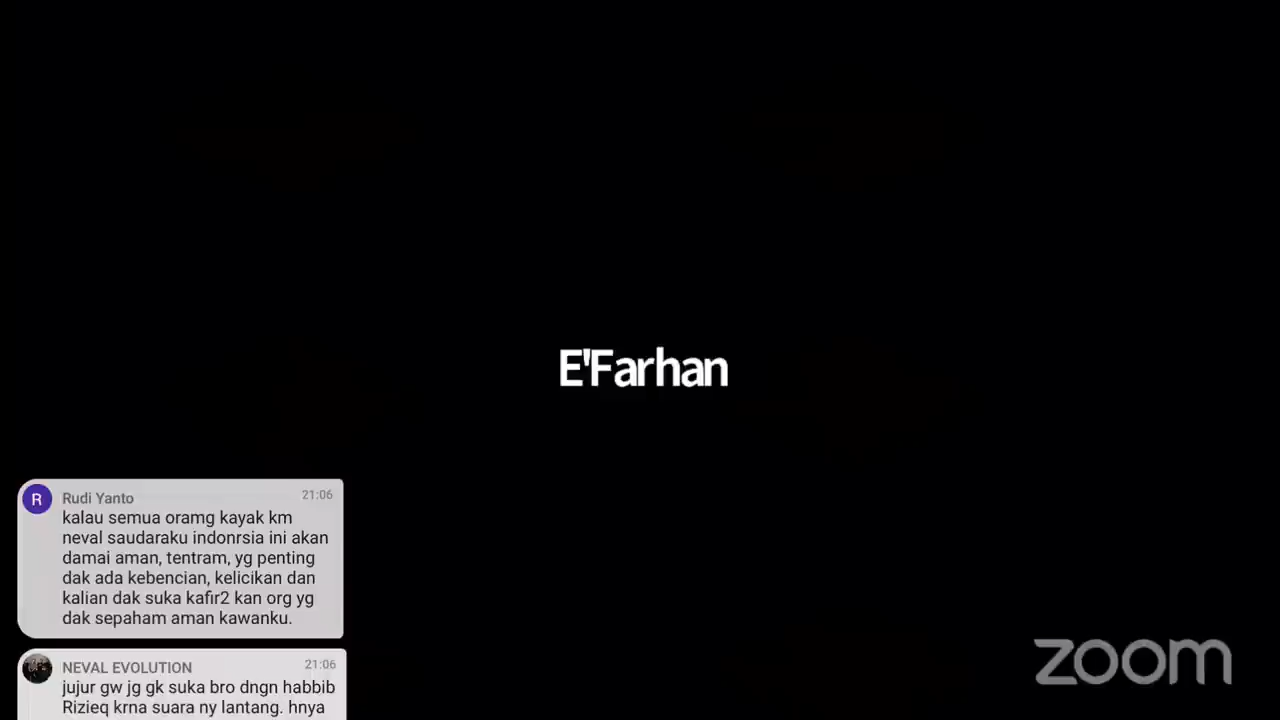 E'Farhan
R
Rudi Yanto 21:06
kalau semua oramg kayak km
neval saudaraku indonrsia ini akan
damai aman, tentram, yg penting
dak ada kebencian, kelicikan dan
kalian dak suka kafir2 kan org yg
dak sepaham aman kawanku.
NEVAL EVOLUTION 21:06
jujur gw jg gk suka bro dngn habbib
Rizieq krna suara ny lantang. hnya
zoom